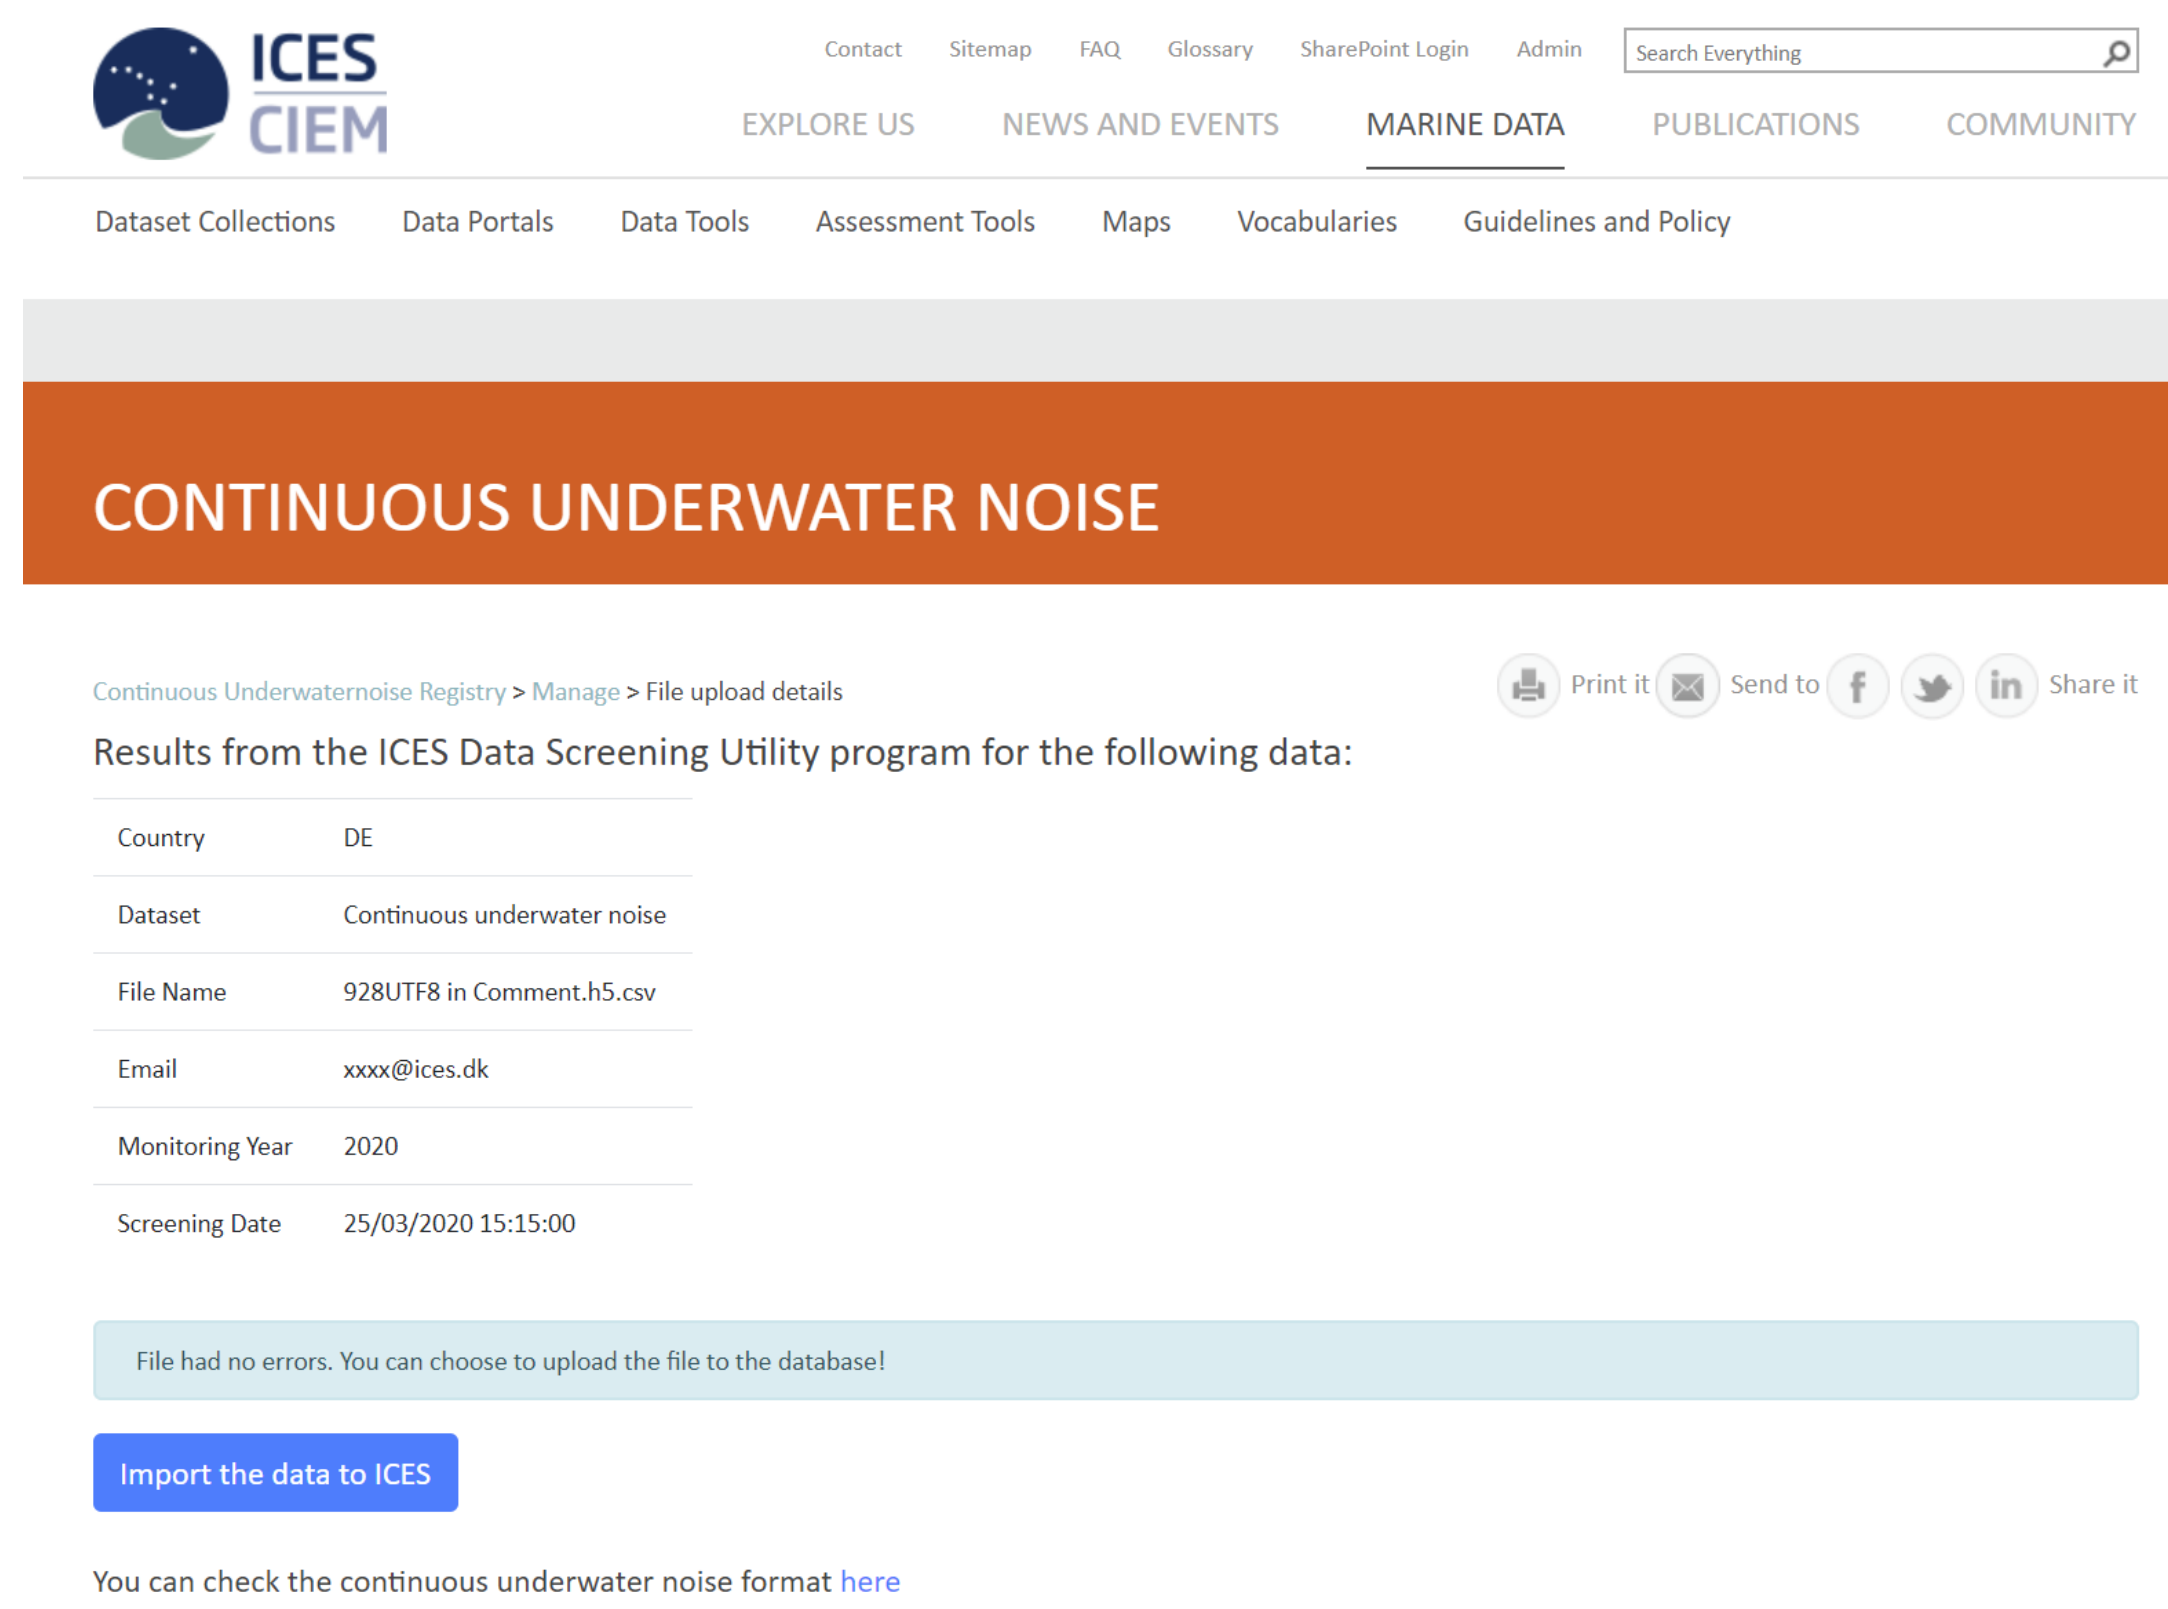 ICES
CIEM
Contact Sitemap FAQ Glossary SharePoint Login Admin Search Everything
EXPLORE US NEWS AND EVENTS MARINE DATA PUBLICATIONS COMMUNITY
Dataset Collections Data Portals Data Tools Assessment Tools Maps Vocabularies Guidelines and Policy
CONTINUOUS UNDERWATER NOISE
Continuous Underwaternoise Registry > Manage > File upload details
Print it Send to f in Share it
Results from the ICES Data Screening Utility program for the following data:
Country DE
Dataset Continuous underwater noise
File Name 928UTF8 in Comment.h5.csv
Email xxxx@ices.dk
Monitoring Year 2020
Screening Date 25/03/2020 15:15:00
File had no errors. You can choose to upload the file to the database!
Import the data to ICES
You can check the continuous underwater noise format here